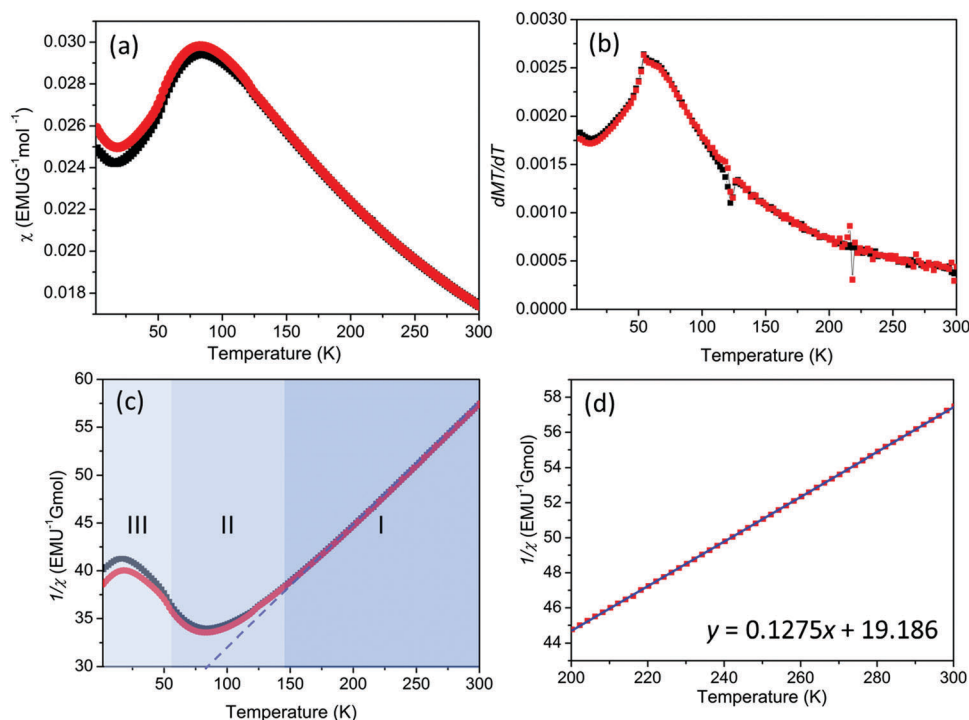 (a)
χ (EMUG⁻¹mol⁻¹)
0.030
0.028
0.026
0.024
0.022
0.020
0.018
50 100 150 200 250 300
Temperature (K)
(b)
dMT/dT
0.0030
0.0025
0.0020
0.0015
0.0010
0.0005
0.0000
50 100 150 200 250 300
Temperature (K)
(c)
1/χ (EMU⁻¹Gmol)
60
55
50
45
40
35
30
III II I
50 100 150 200 250 300
Temperature (K)
(d)
1/χ (EMU⁻¹Gmol)
58
56
54
52
50
48
46
44
y = 0.1275x + 19.186
200 220 240 260 280 300
Temperature (K)